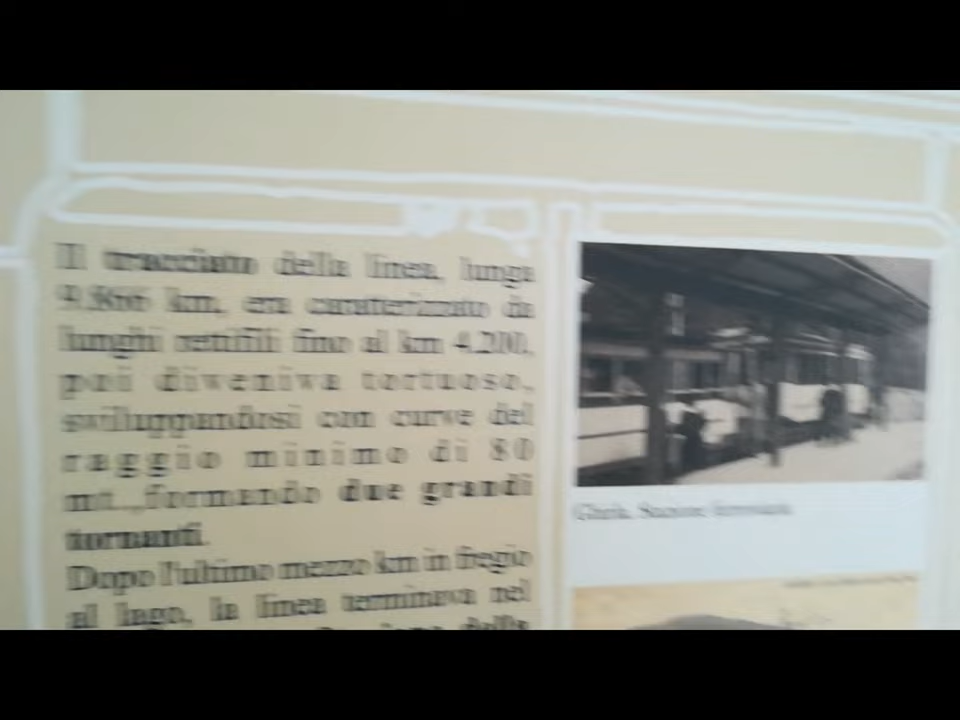 Il tracciato della linea, lunga
km, era caratterizzato da
lunghi rettifili fino al km 4.200,
poi diveniva tortuoso,
sviluppandosi con curve del
raggio minimo di 80
mt., formando due grandi
tornanti.
Dopo l'ultimo mezzo km in fregio
al lago, la linea terminava nel
della
Ghirla. Stazione ferroviaria